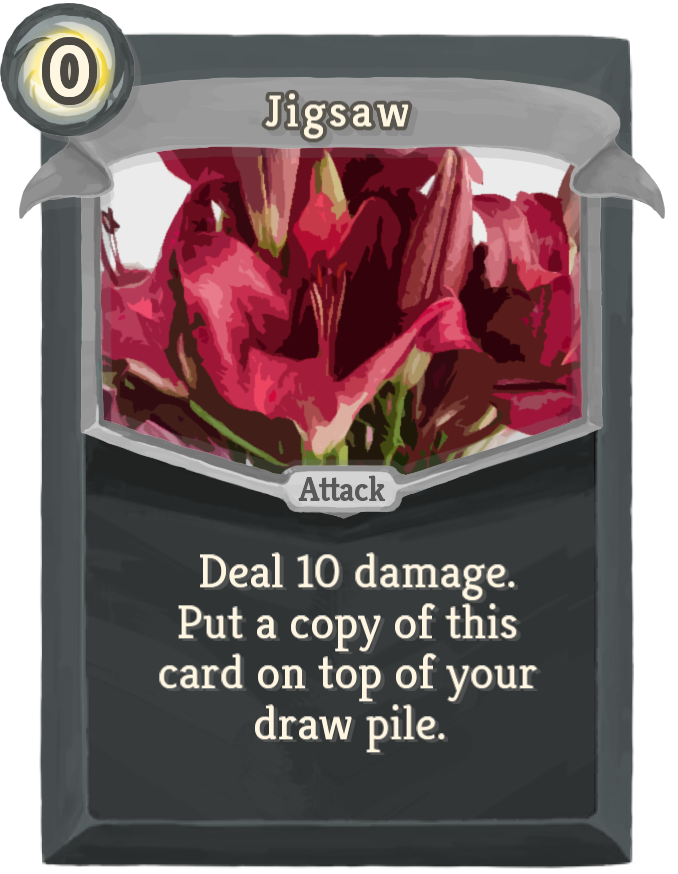 0
Jigsaw
Attack
Deal 10 damage.
Put a copy of this
card on top of your
draw pile.